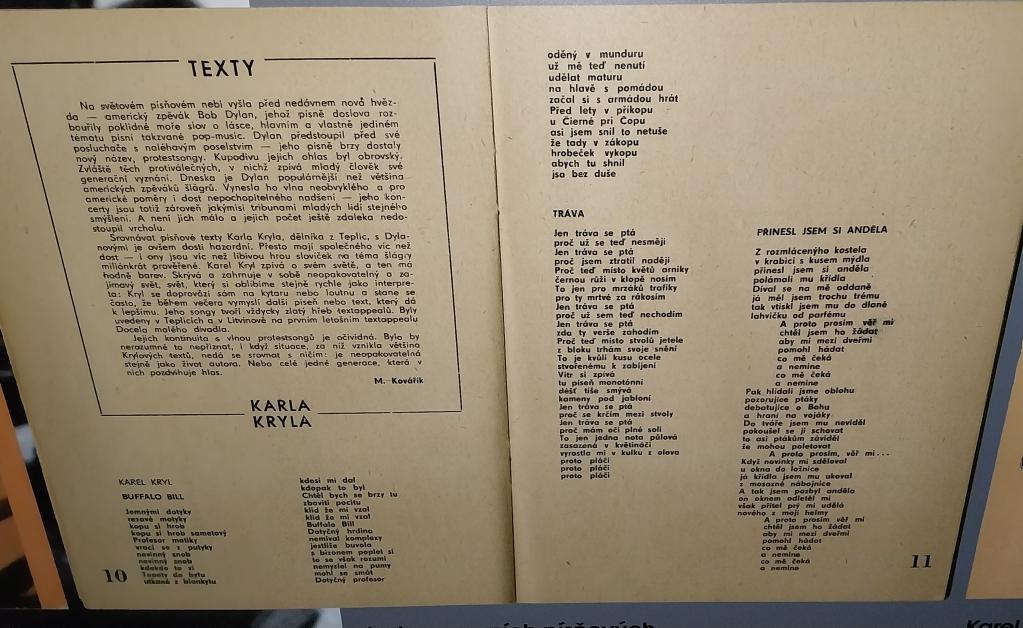 TEXTY
Na světovém písňovém nebi vyšla před nedávnem nová hvěz-
da — americký zpěvák Bob Dylan, jehož písně doslova roz-
bouřily poklidné moře slov o lásce, hlavním a vlastně jediném
tématu písní takzvané pop-music. Dylan předstoupil před své
posluchače s naléhavým poselstvím — jeho písně brzy dostaly
nový název, protestsongy. Kupodivu jejich ohlas byl obrovský.
Zvláště těch protiválečných, v nichž zpívá mladý člověk své
generační vyznání. Dneska je Dylan populárnější než většina
amerických zpěváků šlágrů. Vynesla ho vlna neobvyklého a pro
americké poměry i dost nepochopitelného nadšení — jeho kon-
certy jsou totiž zároveň jakýmisi tribunami mladých lidí stejného
smýšlení. A není jich málo a jejich počet ještě zdaleka nedo-
stoupil vrcholu.
Srovnávat písňové texty Karla Kryla, dělníka z Teplic, s Dyla-
novými je ovšem dosti hazardní. Přesto mají společného víc než
dost — i ony jsou víc než líbivou hrou slovíček na téma šlágry
miliónkrát prověřené. Karel Kryl zpívá o svém světě, a ten má
hodně barev. Skrývá a zahrnuje v sobě neopakovatelný a za-
jímavý svět, svět, který si oblíbíme stejně rychle jako interpre-
ta: Kryl se doprovází sám na kytaru nebo loutnu a stane se
často, že během večera vymyslí další píseň nebo text, který dá
k lepšímu. Jeho songy tvoří vždycky zlatý hřeb textappealů. Byly
uvedeny v Teplicích a v Litvínově na prvním letošním textappealu
Docela malého divadla.
Jejich kontinuita s vlnou protestsongů je očividná. Bylo by
nerozumné to nepřiznat, i když situace, za níž vznikla většina
Krylových textů, nedá se srovnat s ničím: je neopakovatelná
stejně jako život autora. Nebo celé jedné generace, která v
nich pozdvihuje hlas.
M. Kovářík
KARLA
KRYLA
KAREL KRYL
BUFFALO BILL
Jemnými dotyky
rezavé motyky
kopu si hrob
kopu si hrob sametový
Profesor matiky
vrací se z putyky
nevinný snob
nevinný snob
kdekdo to ví
Tapety do bytu
utkané z blankytu
10
kdosi mi dal
kdopak to byl
Chtěl bych se brzy tu
zbaviti pocitu
klid že mi vzal
klid že mi vzal
Buffalo Bill
Dotyčný hrdina
nemíval komplexy
jestliže buvola
s bizonem poplet si
to se však rozumí
nemyslel na pumy
mohl se smát
Dotyčný profesor
oděný v munduru
už mě teď nenutí
udělat maturu
na hlavě s pomádou
začal si s armádou hrát
Před lety v příkopu
u Čierné pri Čopu
asi jsem snil to netuše
že tady v zákopu
hrobeček vykopu
abych tu shnil
jsa bez duše
TRÁVA
Jen tráva se ptá
proč už se teď nesměji
Jen tráva se ptá
proč jsem ztratil naději
Proč teď místo květů arniky
černou růži v klopě nosím
To jen pro mrzáků trafiky
pro ty mrtvé za rákosím
Jen tráva se ptá
proč už sem teď nechodím
Jen tráva se ptá
zda ty verše zahodím
Proč teď místo stvolů jetele
z bloku trhám svoje snění
To je kvůli kusu ocele
stvořenému k zabíjení
Vítr si zpívá
tu píseň monotónní
déšť tiše smývá
kameny pod jabloní
Jen tráva se ptá
proč se krčím mezi stvoly
Jen tráva se ptá
proč mám oči plné soli
To jen jedna nota půlová
zasazená v květináči
vyrostla mi v kulku z olova
proto pláči
proto pláči
proto pláči
PŘINESL JSEM SI ANDĚLA
Z rozmláceného kostela
v krabici s kusem mýdla
přinesl jsem si anděla
polámali mu křídla
Díval se na mě oddaně
já měl jsem trochu trému
tak vtiskl jsem mu do dlaně
lahvičku od parfému
A proto prosím věř mi
chtěl jsem ho žádat
aby mi mezi dveřmi
pomohl hádat
co mě čeká
a nemine
co mě čeká
a nemine
Pak hlídali jsme oblohu
pozorujíce ptáky
debatujíce o Bohu
a hraní na vojáky
Do tváře jsem mu neviděl
pokoušel se ji schovat
to asi ptákům záviděl
že mohou poletovat
A proto prosím, věř mi...
Když novinky mi sděloval
u okna do ložnice
já křídla jsem mu ukoval
z mosazné nábojnice
A tak jsem pozbyl anděla
on oknem odletěl mi
však přítel prý mi udělá
nového z mojí helmy
A proto prosím věř mi
chtěl jsem ho žádat
aby mi mezi dveřmi
pomohl hádat
co mě čeká
a nemine
co mě čeká
a nemine
11
Karel